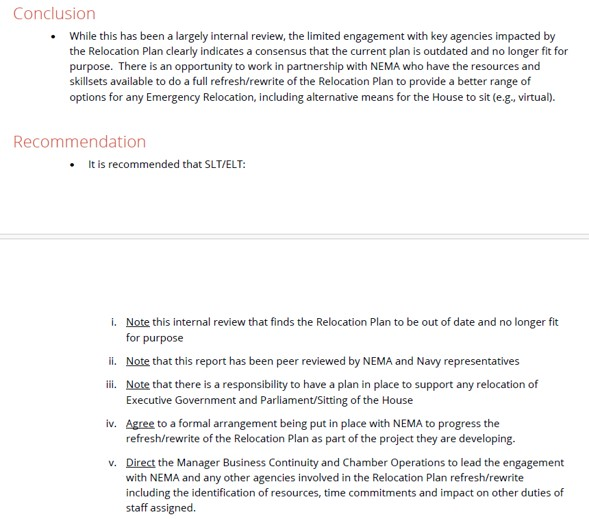 Conclusion
• While this has been a largely internal review, the limited engagement with key agencies impacted by
the Relocation Plan clearly indicates a consensus that the current plan is outdated and no longer fit for
purpose. There is an opportunity to work in partnership with NEMA who have the resources and
skillsets available to do a full refresh/rewrite of the Relocation Plan to provide a better range of
options for any Emergency Relocation, including alternative means for the House to sit (e.g., virtual).
Recommendation
• It is recommended that SLT/ELT:
i. Note this internal review that finds the Relocation Plan to be out of date and no longer fit
for purpose
ii. Note that this report has been peer reviewed by NEMA and Navy representatives
iii. Note that there is a responsibility to have a plan in place to support any relocation of
Executive Government and Parliament/Sitting of the House
iv. Agree to a formal arrangement being put in place with NEMA to progress the
refresh/rewrite of the Relocation Plan as part of the project they are developing.
v. Direct the Manager Business Continuity and Chamber Operations to lead the engagement
with NEMA and any other agencies involved in the Relocation Plan refresh/rewrite
including the identification of resources, time commitments and impact on other duties of
staff assigned.